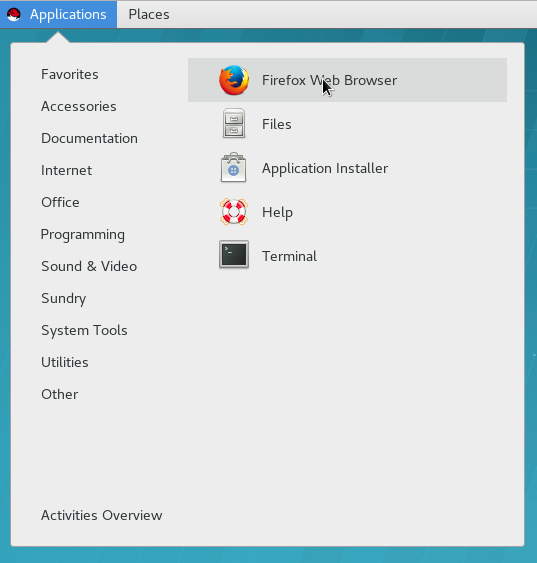 Applications Places
Favorites
Accessories
Documentation
Internet
Office
Programming
Sound & Video
Sundry
System Tools
Utilities
Other
Activities Overview
Firefox Web Browser
Files
Application Installer
Help
Terminal